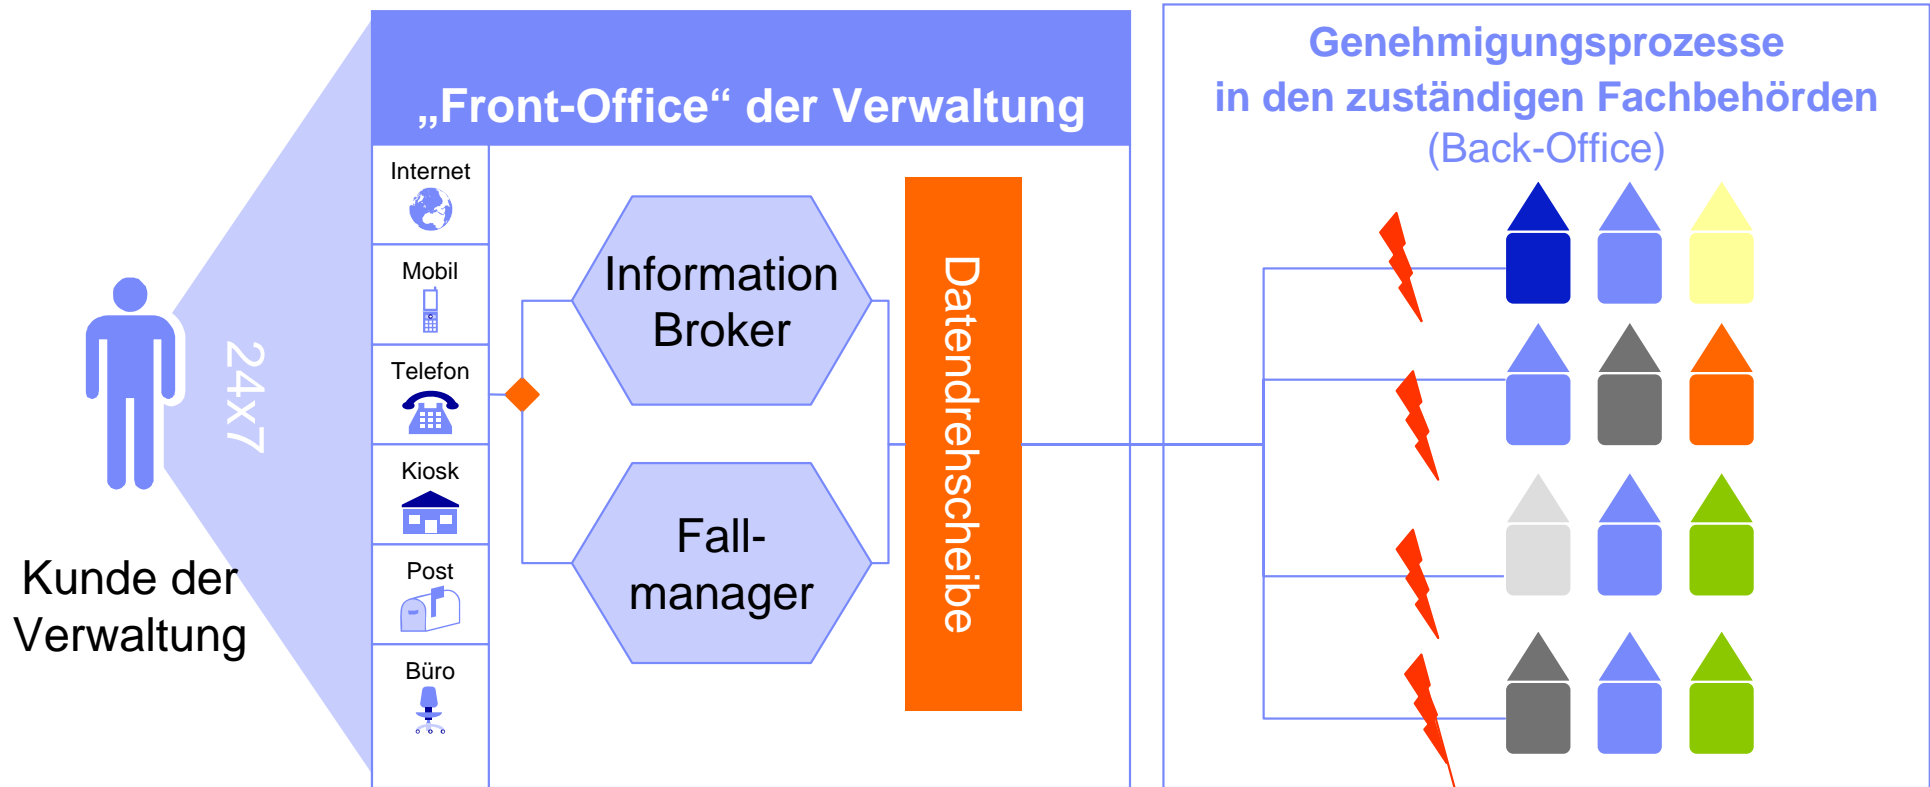 „Front-Office“ der Verwaltung
Genehmigungsprozesse
in den zuständigen Fachbehörden
(Back-Office)
Internet
Mobil
Telefon
Kiosk
Post
Büro
24x7
Kunde der
Verwaltung
Information
Broker
Fall-
manager
Datendrehscheibe